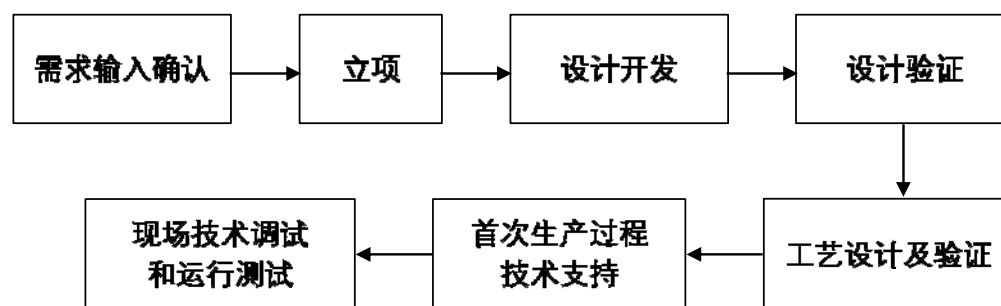 需求输入确认
立项
设计开发
设计验证
工艺设计及验证
首次生产过程
技术支持
现场技术调试
和运行测试